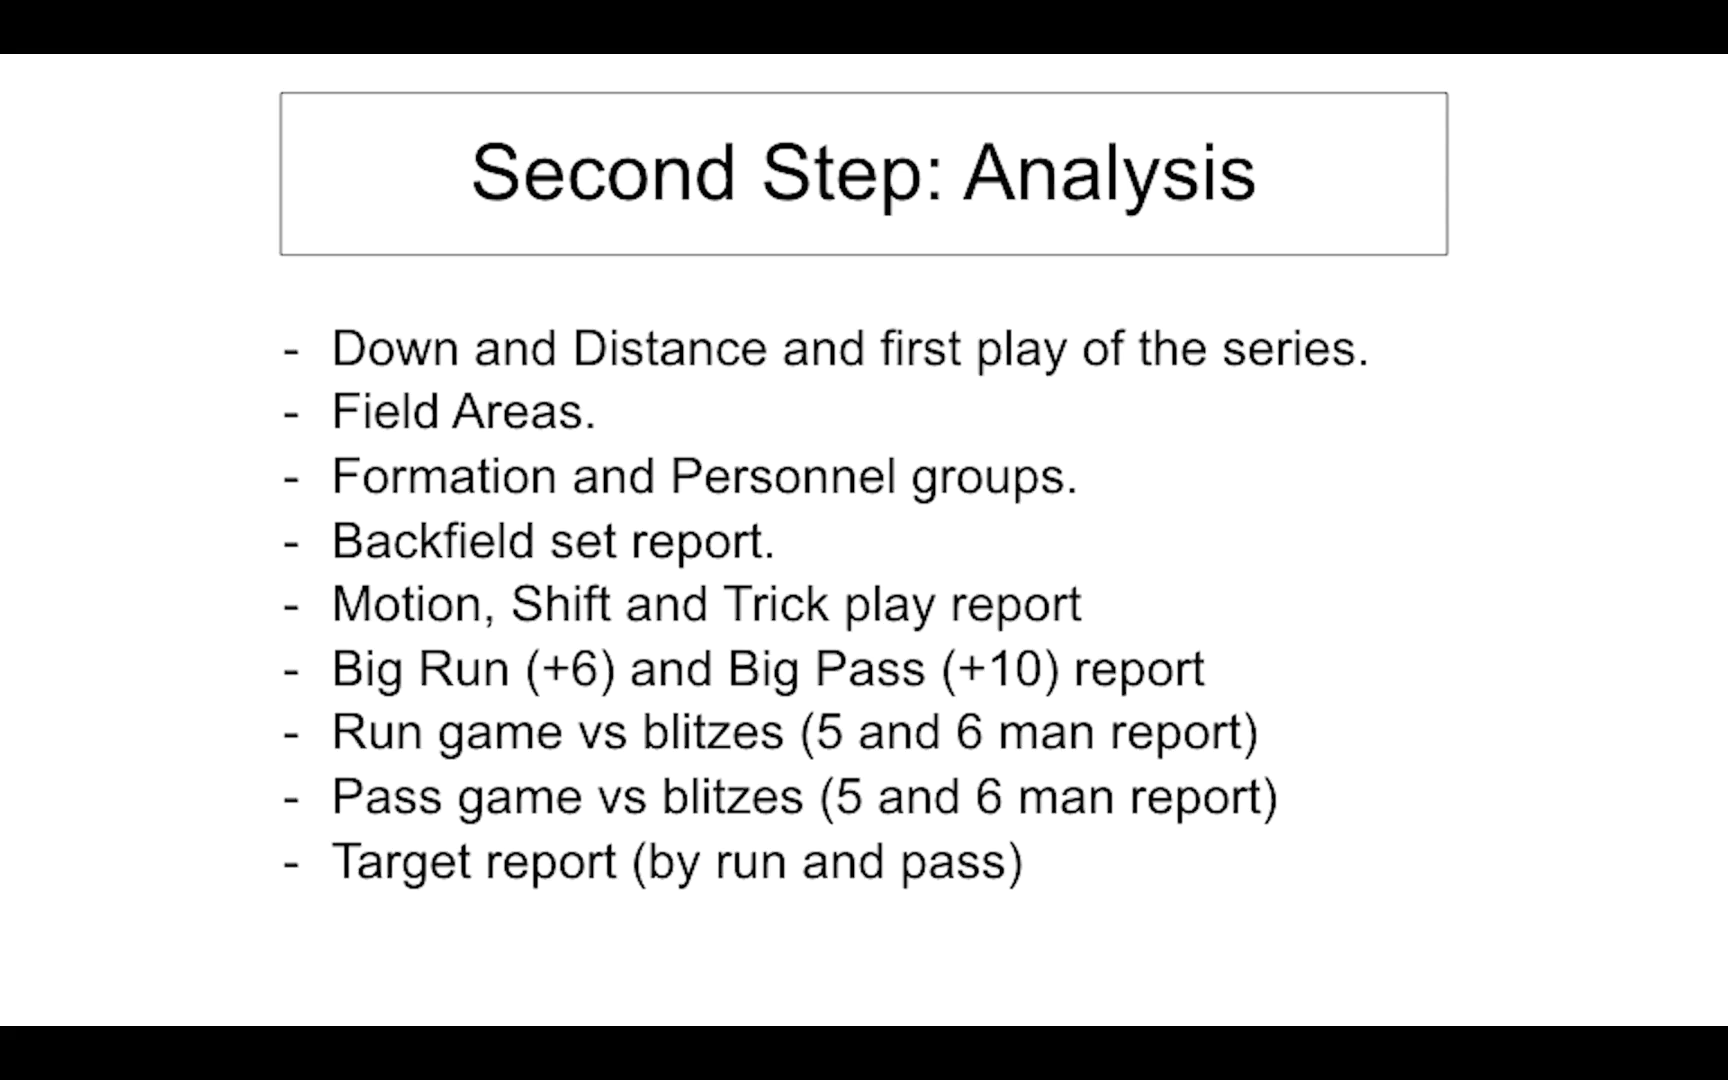 Second Step: Analysis
- Down and Distance and first play of the series.
- Field Areas.
- Formation and Personnel groups.
- Backfield set report.
- Motion, Shift and Trick play report
- Big Run (+6) and Big Pass (+10) report
- Run game vs blitzes (5 and 6 man report)
- Pass game vs blitzes (5 and 6 man report)
- Target report (by run and pass)